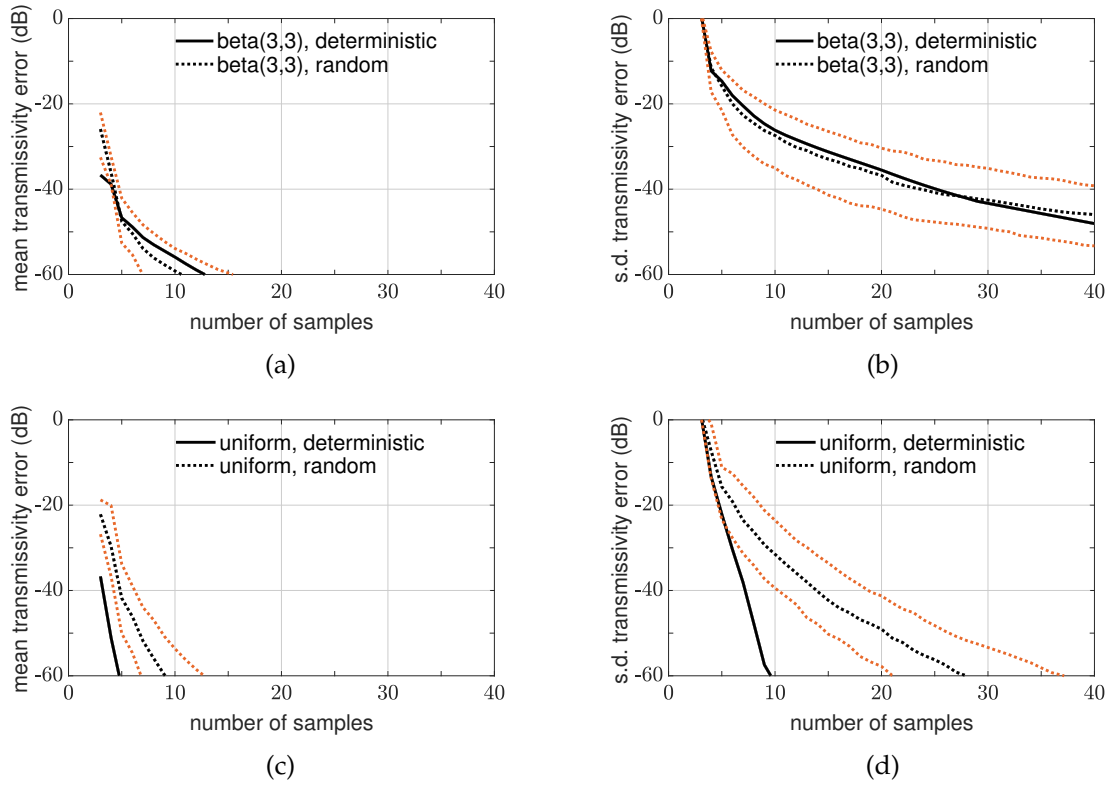 mean transmissivity error (dB)
0
-20
-40
-60
beta(3,3), deterministic
beta(3,3), random
0 10 20 30 40
number of samples
(a)
s.d. transmissivity error (dB)
0
-20
-40
-60
beta(3,3), deterministic
beta(3,3), random
0 10 20 30 40
number of samples
(b)
mean transmissivity error (dB)
0
-20
-40
-60
uniform, deterministic
uniform, random
0 10 20 30 40
number of samples
(c)
s.d. transmissivity error (dB)
0
-20
-40
-60
uniform, deterministic
uniform, random
0 10 20 30 40
number of samples
(d)